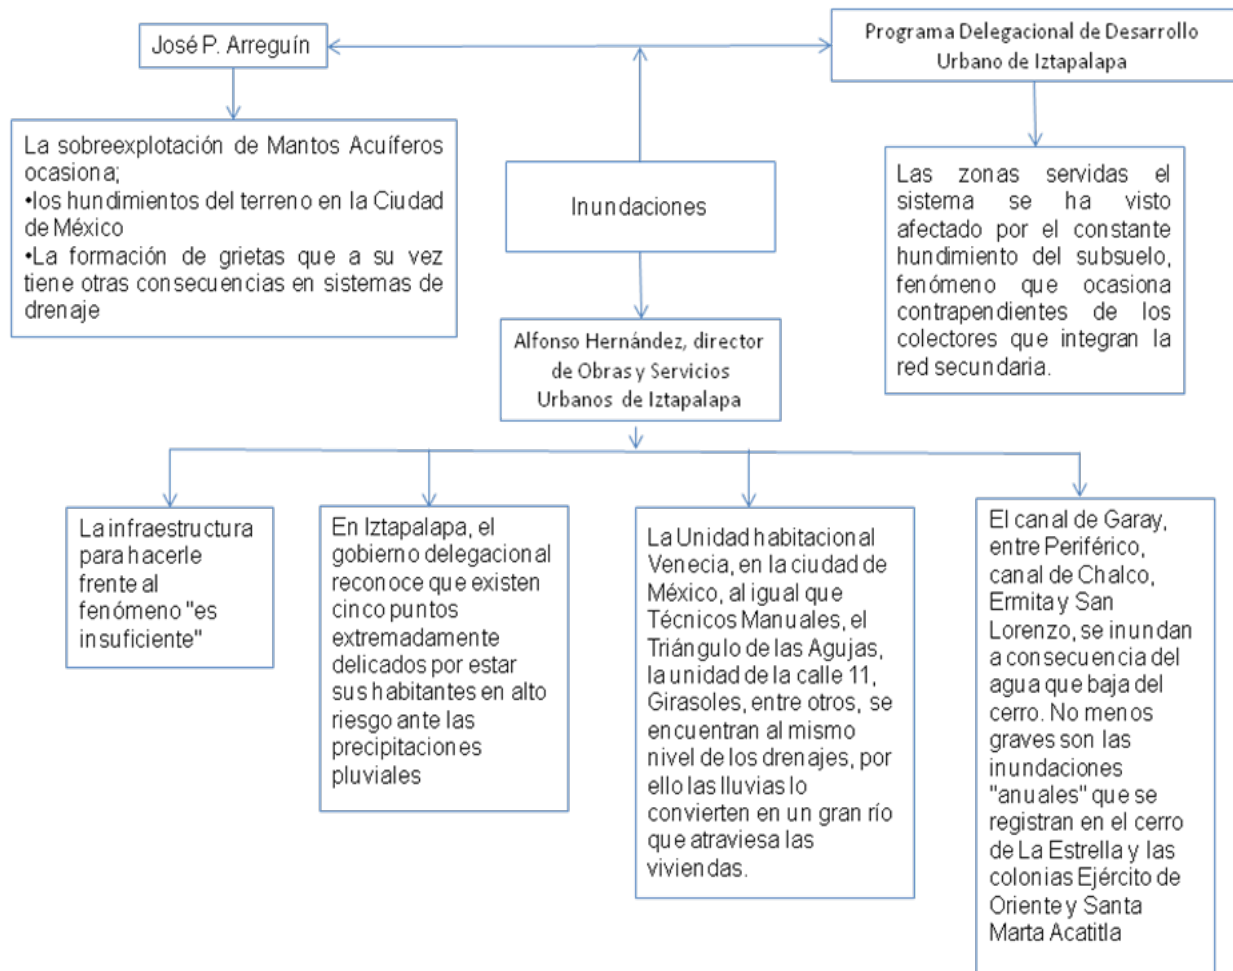 José P. Arreguín
Programa Delegacional de Desarrollo
Urbano de Iztapalapa
La sobreexplotación de Mantos Acuíferos
ocasiona;
•los hundimientos del terreno en la Ciudad
de México
•La formación de grietas que a su vez
tiene otras consecuencias en sistemas de
drenaje
Inundaciones
Las zonas servidas el
sistema se ha visto
afectado por el constante
hundimiento del subsuelo,
fenómeno que ocasiona
contrapendientes de los
colectores que integran la
red secundaria.
Alfonso Hernández, director
de Obras y Servicios
Urbanos de Iztapalapa
La infraestructura
para hacerle
frente al
fenómeno "es
insuficiente"
En Iztapalapa, el
gobierno delegacional
reconoce que existen
cinco puntos
extremadamente
delicados por estar
sus habitantes en alto
riesgo ante las
precipitaciones
pluviales
La Unidad habitacional
Venecia, en la ciudad de
México, al igual que
Técnicos Manuales, el
Triángulo de las Agujas,
la unidad de la calle 11,
Girasoles, entre otros, se
encuentran al mismo
nivel de los drenajes, por
ello las lluvias lo
convierten en un gran río
que atraviesa las
viviendas.
El canal de Garay,
entre Periférico,
canal de Chalco,
Ermita y San
Lorenzo, se inundan
a consecuencia del
agua que baja del
cerro. No menos
graves son las
inundaciones
"anuales" que se
registran en el cerro
de La Estrella y las
colonias Ejército de
Oriente y Santa
Marta Acatitla